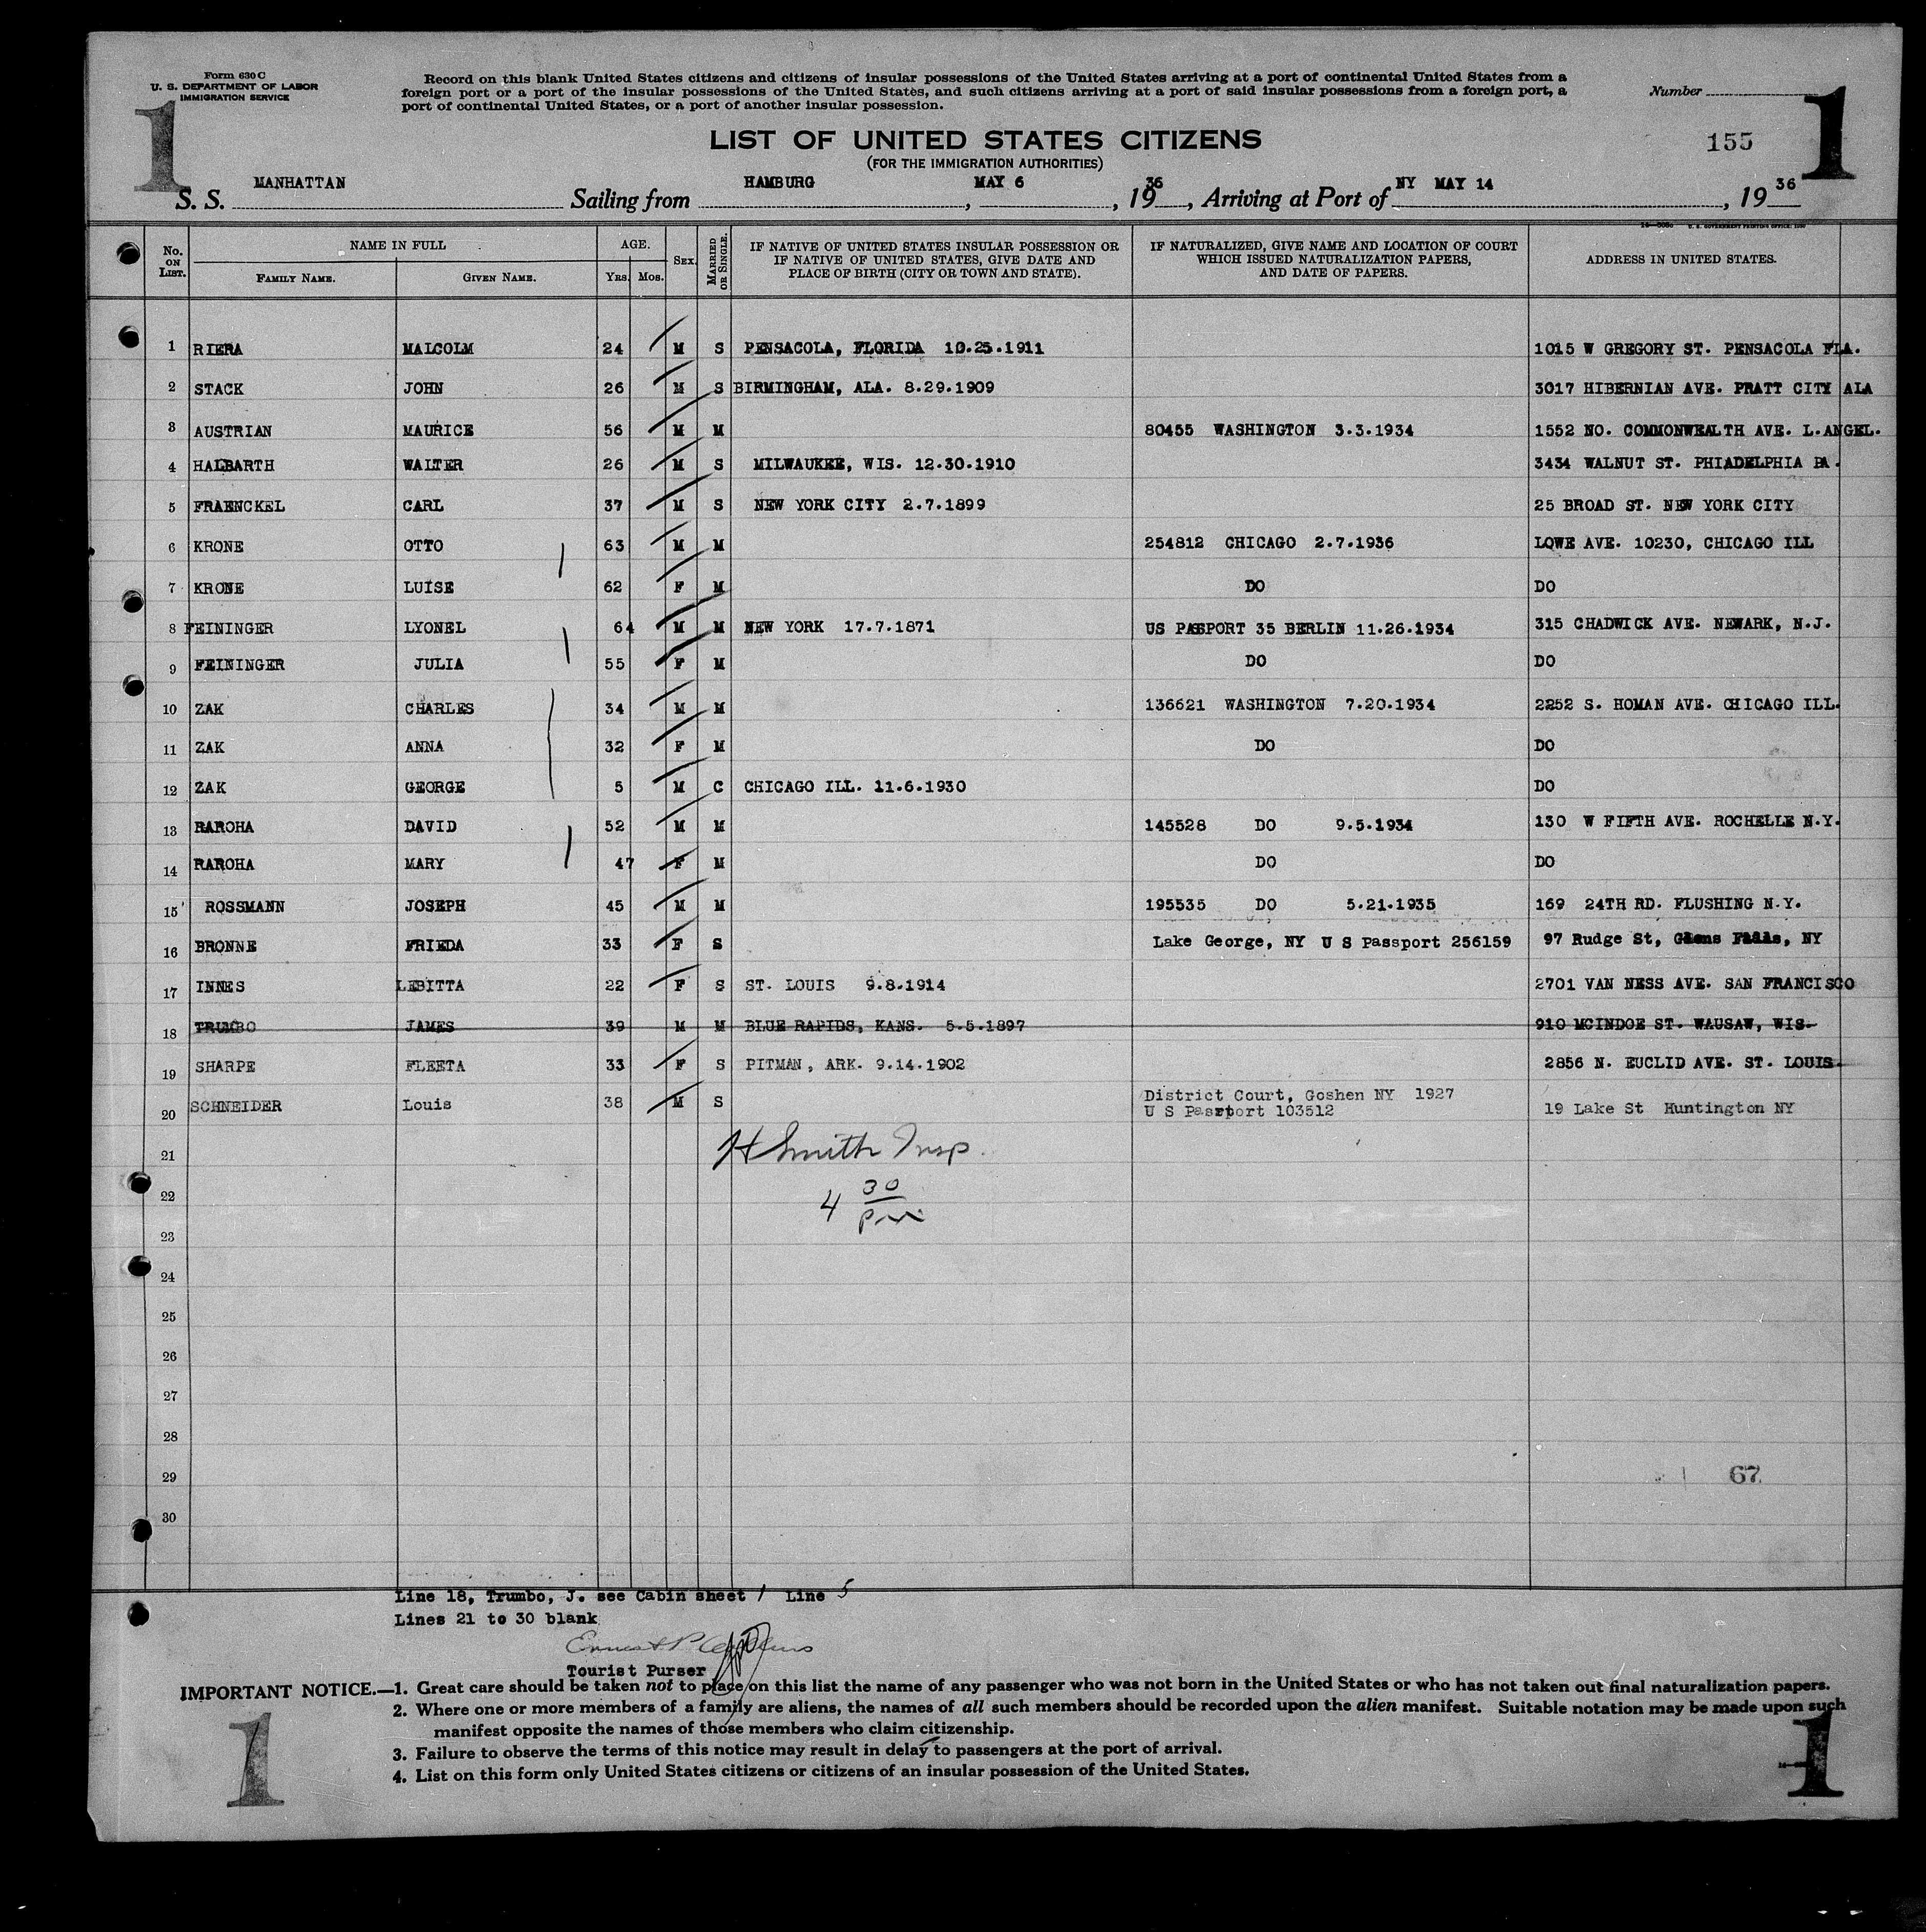 Form 630 C
U. S. DEPARTMENT OF LABOR
IMMIGRATION SERVICE
Record on this blank United States citizens and citizens of insular possessions of the United States arriving at a port of continental United States from a
foreign port or a port of the insular possessions of the United States, and such citizens arriving at a port of said insular possessions from a foreign port, a
port of continental United States, or a port of another insular possession.
Number
1
1
155
LIST OF UNITED STATES CITIZENS
(FOR THE IMMIGRATION AUTHORITIES)
S. S. MANHATTAN Sailing from HAMBURG, MAY 6, 1936, Arriving at Port of NY MAY 14, 1936
No. ON LIST. NAME IN FULL AGE. SEX. MARRIED OR SINGLE. IF NATIVE OF UNITED STATES INSULAR POSSESSION OR IF NATIVE OF UNITED STATES, GIVE DATE AND PLACE OF BIRTH (CITY OR TOWN AND STATE). IF NATURALIZED, GIVE NAME AND LOCATION OF COURT WHICH ISSUED NATURALIZATION PAPERS, AND DATE OF PAPERS. ADDRESS IN UNITED STATES.
FAMILY NAME. GIVEN NAME. YRS. MOS.
1 RIERA MALCOLM 24 M S PENSACOLA, FLORIDA 10.25.1911 1015 W GREGORY ST. PENSACOLA FLA.
2 STACK JOHN 26 M S BIRMINGHAM, ALA. 8.29.1909 3017 HIBERNIAN AVE. PRATT CITY ALA
3 AUSTRIAN MAURICE 56 M M 80455 WASHINGTON 3.3.1934 1552 NO. COMMONWEALTH AVE. L.ANGEL.
4 HALBARTH WALTER 26 M S MILWAUKEE, WIS. 12.30.1910 3434 WALNUT ST. PHIADELPHIA PA.
5 FRAENCKEL CARL 37 M S NEW YORK CITY 2.7.1899 25 BROAD ST. NEW YORK CITY
6 KRONE OTTO 63 M M 254812 CHICAGO 2.7.1936 LOWE AVE. 10230, CHICAGO ILL
7 KRONE LUISE 62 F M DO DO
8 FEININGER LYONEL 64 M M NEW YORK 17.7.1871 US PASSPORT 35 BERLIN 11.26.1934 315 CHADWICK AVE. NEWARK, N.J.
9 FEININGER JULIA 55 F M DO DO
10 ZAK CHARLES 34 M M 136621 WASHINGTON 7.20.1934 2252 S. HOMAN AVE. CHICAGO ILL.
11 ZAK ANNA 32 F M DO DO
12 ZAK GEORGE 5 M C CHICAGO ILL. 11.6.1930 DO
13 RAROHA DAVID 52 M M 145528 DO 9.5.1934 130 W FIFTH AVE. ROCHELLE N.Y.
14 RAROHA MARY 47 F M DO DO
15 ROSSMANN JOSEPH 45 M M 195535 DO 5.21.1935 169 24TH RD. FLUSHING N.Y.
16 BRONNE FRIEDA 33 F S Lake George, NY U S Passport 256159 97 Rudge St, Glens Falls, NY
17 INNES LEBITTA 22 F S ST. LOUIS 9.8.1914 2701 VAN NESS AVE. SAN FRANCISCO
18 TRUMBO JAMES 39 M M BLUE RAPIDS, KANS. 5.5.1897 910 MCINDOE ST. WAUSAW, WIS.
19 SHARPE FLEETA 33 F S PITMAN, ARK. 9.14.1902 2856 N. EUCLID AVE. ST. LOUIS.
20 SCHNEIDER Louis 38 M S District Court, Goshen NY 1927 U S Passport 103512 19 Lake St Huntington NY
21
H Smith Insp.
22
4 30 pm
23
24
25
26
27
28
29
67
30
Line 18, Trumbo, J. see Cabin sheet 1 Line 5
Lines 21 to 30 blank
Tourist Purser
IMPORTANT NOTICE.—1. Great care should be taken not to place on this list the name of any passenger who was not born in the United States or who has not taken out final naturalization papers.
2. Where one or more members of a family are aliens, the names of all such members should be recorded upon the alien manifest. Suitable notation may be made upon such
manifest opposite the names of those members who claim citizenship.
3. Failure to observe the terms of this notice may result in delay to passengers at the port of arrival.
4. List on this form only United States citizens or citizens of an insular possession of the United States.
1
1